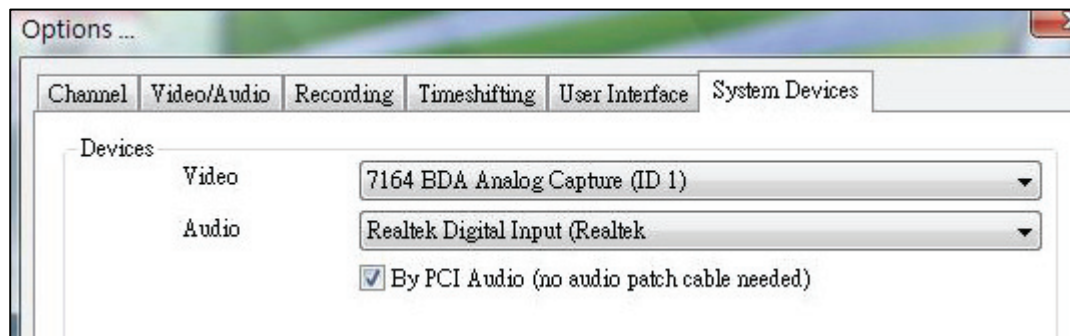 Options ...
Channel Video/Audio Recording Timeshifting User Interface System Devices
Devices
Video 7164 BDA Analog Capture (ID 1)
Audio Realtek Digital Input (Realtek
By PCI Audio (no audio patch cable needed)